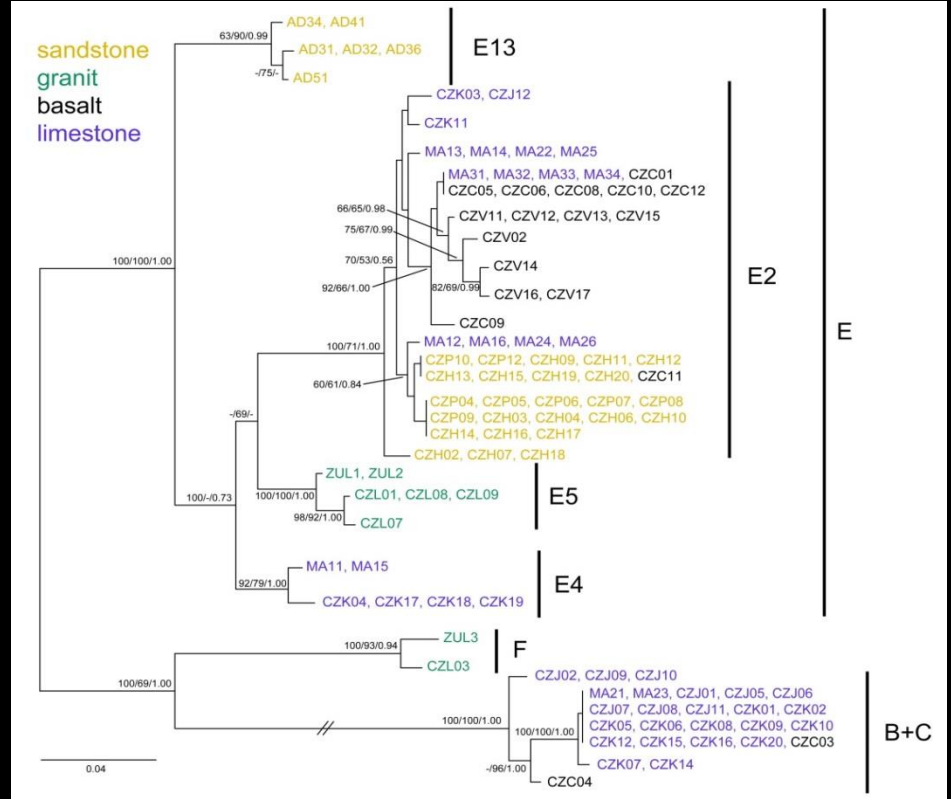 sandstone
granit
basalt
limestone
63/90/0.99
AD34, AD41
AD31, AD32, AD36
-/75/-
AD51
E13
E
CZK03, CZJ12
CZK11
MA13, MA14, MA22, MA25
MA31, MA32, MA33, MA34, CZC01
CZC05, CZC06, CZC08, CZC10, CZC12
66/65/0.98
CZV11, CZV12, CZV13, CZV15
75/67/0.99
CZV02
70/53/0.56
CZV14
92/66/1.00
82/69/0.99
CZV16, CZV17
CZC09
E2
100/100/1.00
100/71/1.00
MA12, MA16, MA24, MA26
CZP10, CZP12, CZH09, CZH11, CZH12
CZH13, CZH15, CZH19, CZH20, CZC11
60/61/0.84
CZP04, CZP05, CZP06, CZP07, CZP08
CZP09, CZH03, CZH04, CZH06, CZH10
CZH14, CZH16, CZH17
-/69/-
CZH02, CZH07, CZH18
ZUL1, ZUL2
100/100/1.00
CZL01, CZL08, CZL09
98/92/1.00
CZL07
E5
100/-/0.73
MA11, MA15
92/79/1.00
CZK04, CZK17, CZK18, CZK19
E4
ZUL3
100/93/0.94
CZL03
F
100/69/1.00
CZJ02, CZJ09, CZJ10
MA21, MA23, CZJ01, CZJ05, CZJ06
CZJ07, CZJ08, CZJ11, CZK01, CZK02
100/100/1.00
CZK05, CZK06, CZK08, CZK09, CZK10
100/100/1.00
CZK12, CZK15, CZK16, CZK20, CZC03
-/96/1.00
CZK07, CZK14
CZC04
B+C
//
0.04